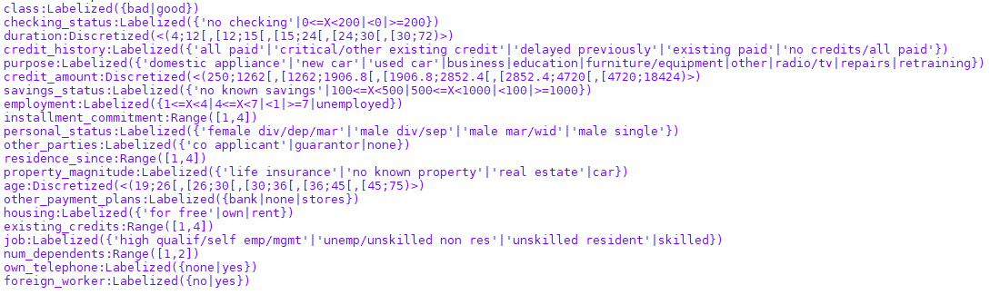 class:Labelized({bad|good})
checking_status:Labelized({'no checking'|0<=X<200|<0|>=200})
duration:Discretized(<(4;12[,[12;15[,[15;24[,[24;30[,[30;72)>)
credit_history:Labelized({'all paid'|'critical/other existing credit'|'delayed previously'|'existing paid'|'no credits/all paid'})
purpose:Labelized({'domestic appliance'|'new car'|'used car'|business|education|furniture/equipment|other|radio/tv|repairs|retraining})
credit_amount:Discretized(<(250;1262[,[1262;1906.8[,[1906.8;2852.4[,[2852.4;4720[,[4720;18424)>)
savings_status:Labelized({'no known savings'|100<=X<500|500<=X<1000|<100|>=1000})
employment:Labelized({1<=X<4|4<=X<7|<1|>=7|unemployed})
installment_commitment:Range([1,4])
personal_status:Labelized({'female div/dep/mar'|'male div/sep'|'male mar/wid'|'male single'})
other_parties:Labelized({'co applicant'|guarantor|none})
residence_since:Range([1,4])
property_magnitude:Labelized({'life insurance'|'no known property'|'real estate'|car})
age:Discretized(<(19;26[,[26;30[,[30;36[,[36;45[,[45;75)>)
other_payment_plans:Labelized({bank|none|stores})
housing:Labelized({'for free'|own|rent})
existing_credits:Range([1,4])
job:Labelized({'high qualif/self emp/mgmt'|'unemp/unskilled non res'|'unskilled resident'|skilled})
num_dependents:Range([1,2])
own_telephone:Labelized({none|yes})
foreign_worker:Labelized({no|yes})